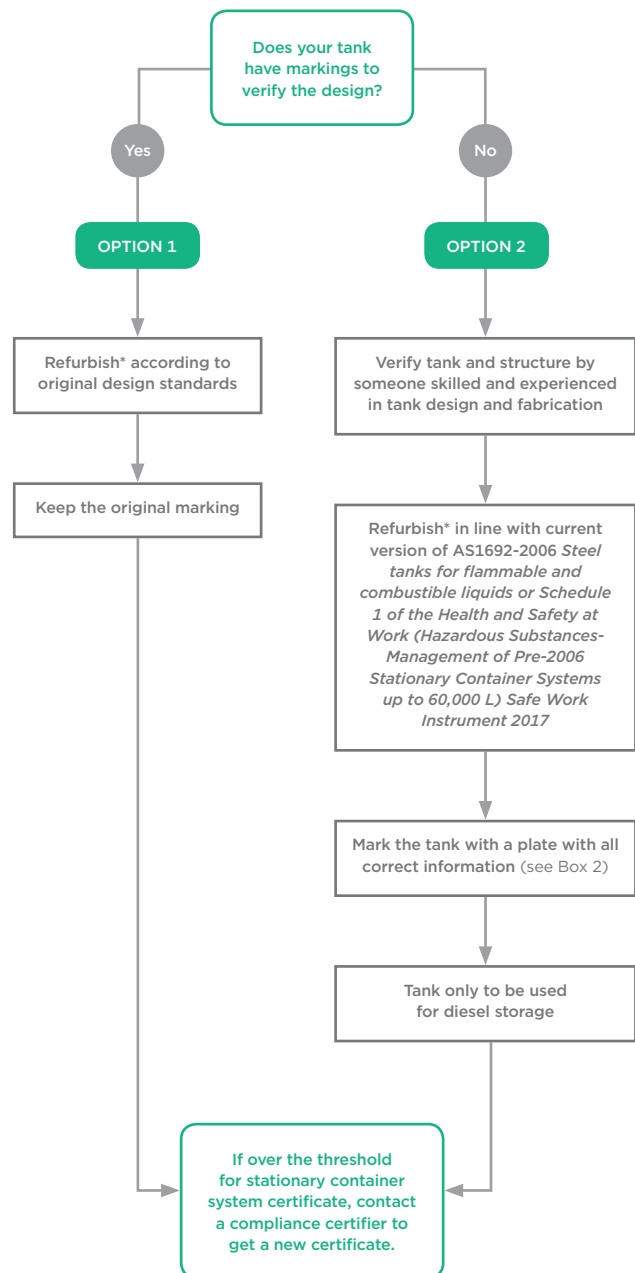 Does your tank
have markings to
verify the design?
Yes
No
OPTION 1
OPTION 2
Refurbish* according to
original design standards
Verify tank and structure by
someone skilled and experienced
in tank design and fabrication
Keep the original marking
Refurbish* in line with current
version of AS1692-2006 Steel
tanks for flammable and
combustible liquids or Schedule
1 of the Health and Safety at
Work (Hazardous Substances-
Management of Pre-2006
Stationary Container Systems
up to 60,000 L) Safe Work
Instrument 2017
Mark the tank with a plate with all
correct information (see Box 2)
Tank only to be used
for diesel storage
If over the threshold
for stationary container
system certificate, contact
a compliance certifier to
get a new certificate.